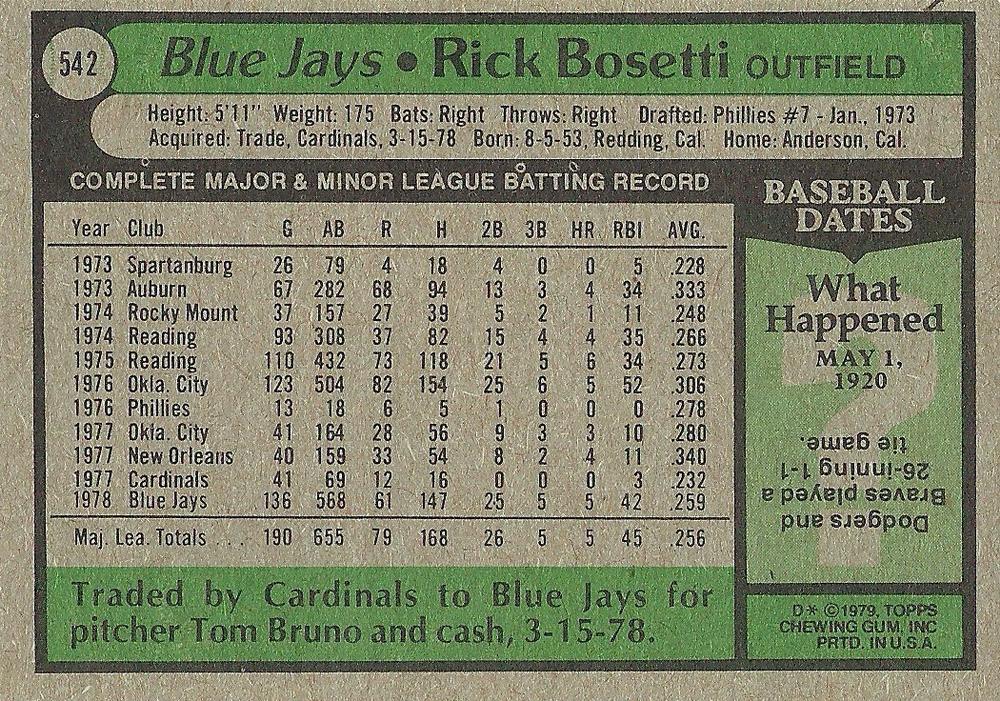 542
Blue Jays • Rick Bosetti OUTFIELD
Height: 5'11" Weight: 175 Bats: Right Throws: Right Drafted: Phillies #7 - Jan., 1973
Acquired: Trade, Cardinals, 3-15-78 Born: 8-5-53, Redding, Cal. Home: Anderson, Cal.
COMPLETE MAJOR & MINOR LEAGUE BATTING RECORD
Year Club G AB R H 2B 3B HR RBI AVG.
1973 Spartanburg 26 79 4 18 4 0 0 5 .228
1973 Auburn 67 282 68 94 13 3 4 34 .333
1974 Rocky Mount 37 157 27 39 5 2 1 11 .248
1974 Reading 93 308 37 82 15 4 4 35 .266
1975 Reading 110 432 73 118 21 5 6 34 .273
1976 Okla. City 123 504 82 154 25 6 5 52 .306
1976 Phillies 13 18 6 5 1 0 0 0 .278
1977 Okla. City 41 164 28 56 9 3 3 10 .280
1977 New Orleans 40 159 33 54 8 2 4 11 .340
1977 Cardinals 41 69 12 16 0 0 0 3 .232
1978 Blue Jays 136 568 61 147 25 5 5 42 .259
Maj. Lea. Totals ... 190 655 79 168 26 5 5 45 .256
Traded by Cardinals to Blue Jays for
pitcher Tom Bruno and cash, 3-15-78.
BASEBALL
DATES
What
Happened
MAY 1,
1920
?
Dodgers and
Braves played a
26-inning 1-1
tie game.
D* ©1979, TOPPS
CHEWING GUM, INC
PRTD. IN U.S.A.